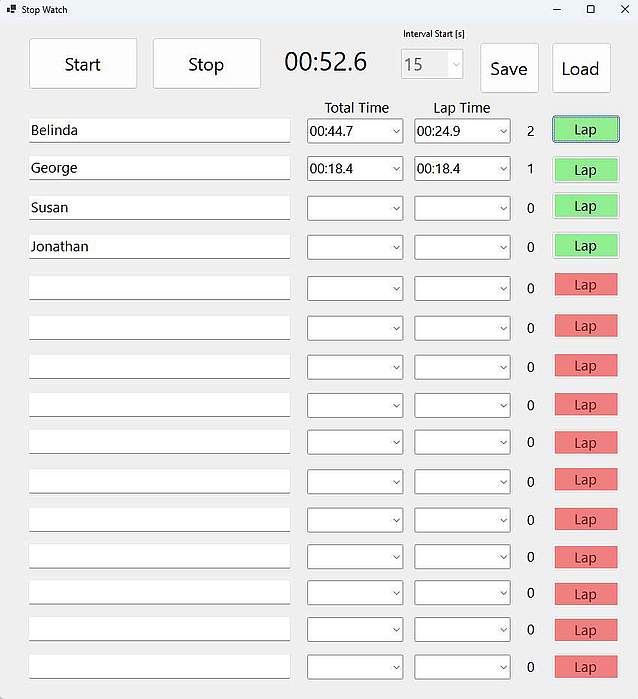 Stop Watch
Interval Start [s]
Start Stop 00:52.6 15 Save Load
Total Time Lap Time
Belinda 00:44.7 00:24.9 2 Lap
George 00:18.4 00:18.4 1 Lap
Susan 0 Lap
Jonathan 0 Lap
0 Lap
0 Lap
0 Lap
0 Lap
0 Lap
0 Lap
0 Lap
0 Lap
0 Lap
0 Lap
0 Lap